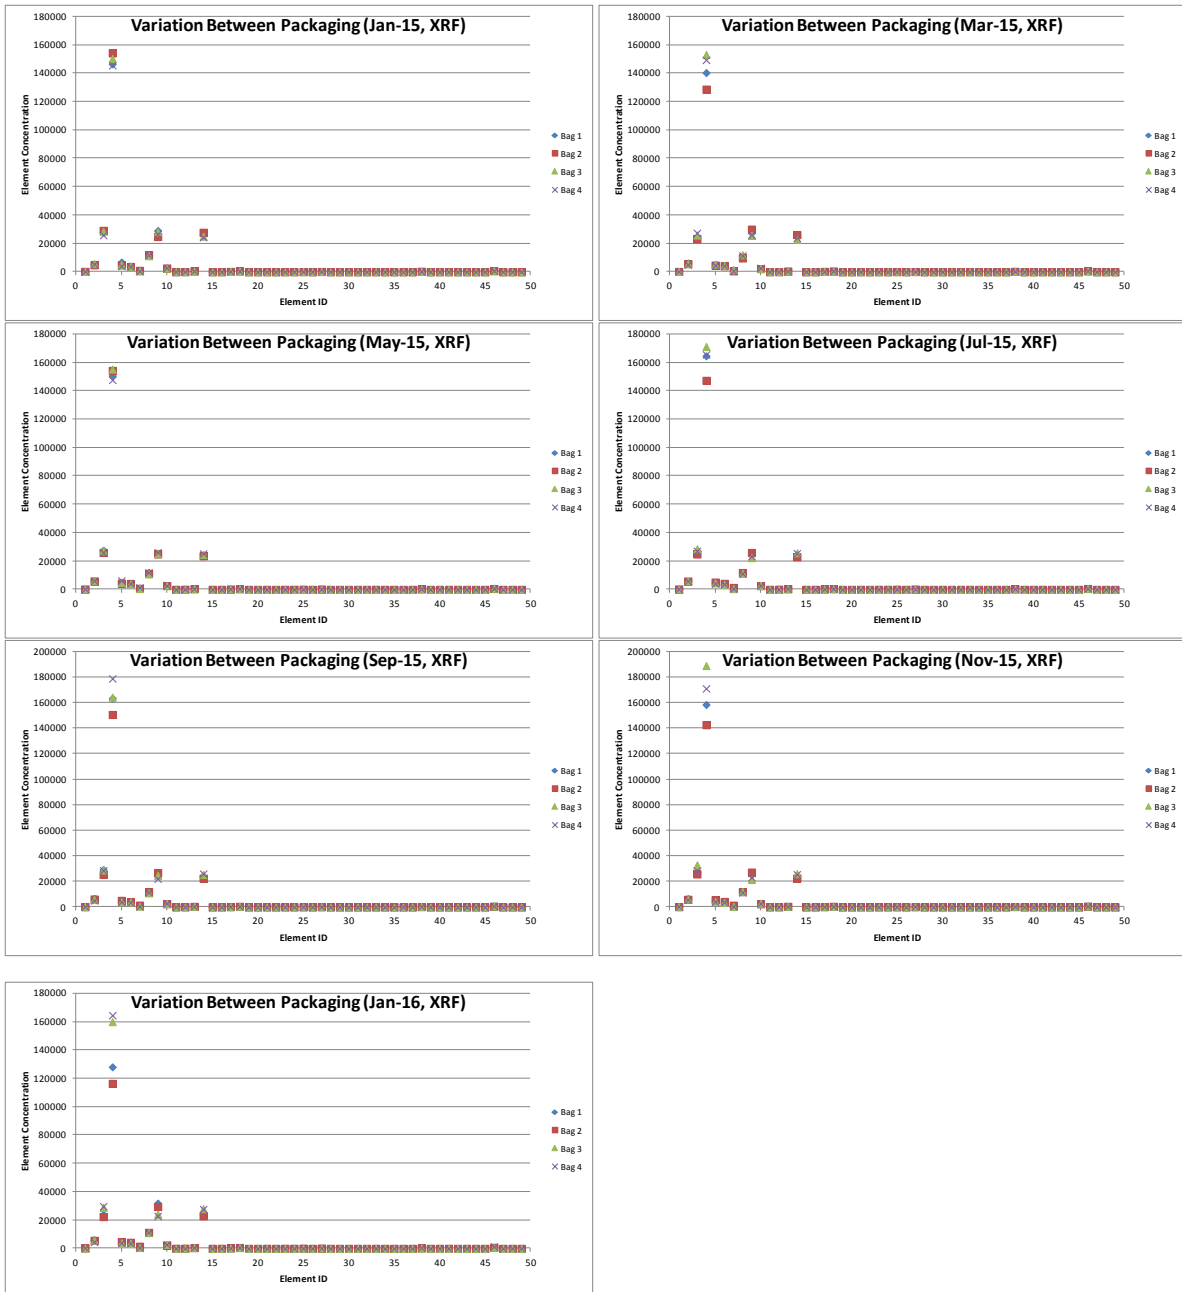 Variation Between Packaging (Jan-15, XRF)
180000
160000
140000
120000
100000
80000
60000
40000
20000
0
0 5 10 15 20 25 30 35 40 45 50
Element Concentration
Element ID
Bag 1
Bag 2
Bag 3
Bag 4
Variation Between Packaging (Mar-15, XRF)
180000
160000
140000
120000
100000
80000
60000
40000
20000
0
0 5 10 15 20 25 30 35 40 45 50
Element Concentration
Element ID
Bag 1
Bag 2
Bag 3
Bag 4
Variation Between Packaging (May-15, XRF)
180000
160000
140000
120000
100000
80000
60000
40000
20000
0
0 5 10 15 20 25 30 35 40 45 50
Element Concentration
Element ID
Bag 1
Bag 2
Bag 3
Bag 4
Variation Between Packaging (Jul-15, XRF)
180000
160000
140000
120000
100000
80000
60000
40000
20000
0
0 5 10 15 20 25 30 35 40 45 50
Element Concentration
Element ID
Bag 1
Bag 2
Bag 3
Bag 4
Variation Between Packaging (Sep-15, XRF)
200000
180000
160000
140000
120000
100000
80000
60000
40000
20000
0
0 5 10 15 20 25 30 35 40 45 50
Element Concentration
Element ID
Bag 1
Bag 2
Bag 3
Bag 4
Variation Between Packaging (Nov-15, XRF)
200000
180000
160000
140000
120000
100000
80000
60000
40000
20000
0
0 5 10 15 20 25 30 35 40 45 50
Element Concentration
Element ID
Bag 1
Bag 2
Bag 3
Bag 4
Variation Between Packaging (Jan-16, XRF)
180000
160000
140000
120000
100000
80000
60000
40000
20000
0
0 5 10 15 20 25 30 35 40 45 50
Element Concentration
Element ID
Bag 1
Bag 2
Bag 3
Bag 4